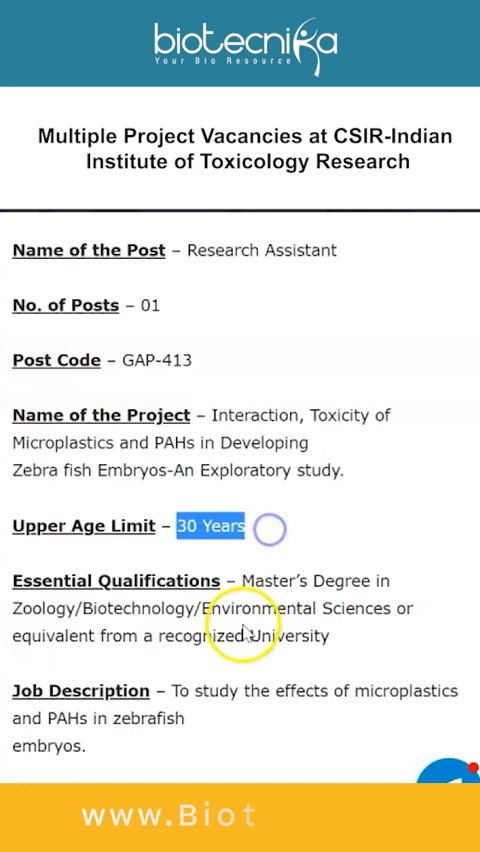 biotecnika
Your Bio Resource
Multiple Project Vacancies at CSIR-Indian
Institute of Toxicology Research
Name of the Post – Research Assistant
No. of Posts – 01
Post Code – GAP-413
Name of the Project – Interaction, Toxicity of
Microplastics and PAHs in Developing
Zebra fish Embryos-An Exploratory study.
Upper Age Limit – 30 Years
Essential Qualifications – Master’s Degree in
Zoology/Biotechnology/Environmental Sciences or
equivalent from a recognized University
Job Description – To study the effects of microplastics
and PAHs in zebrafish
embryos.
www.Biot